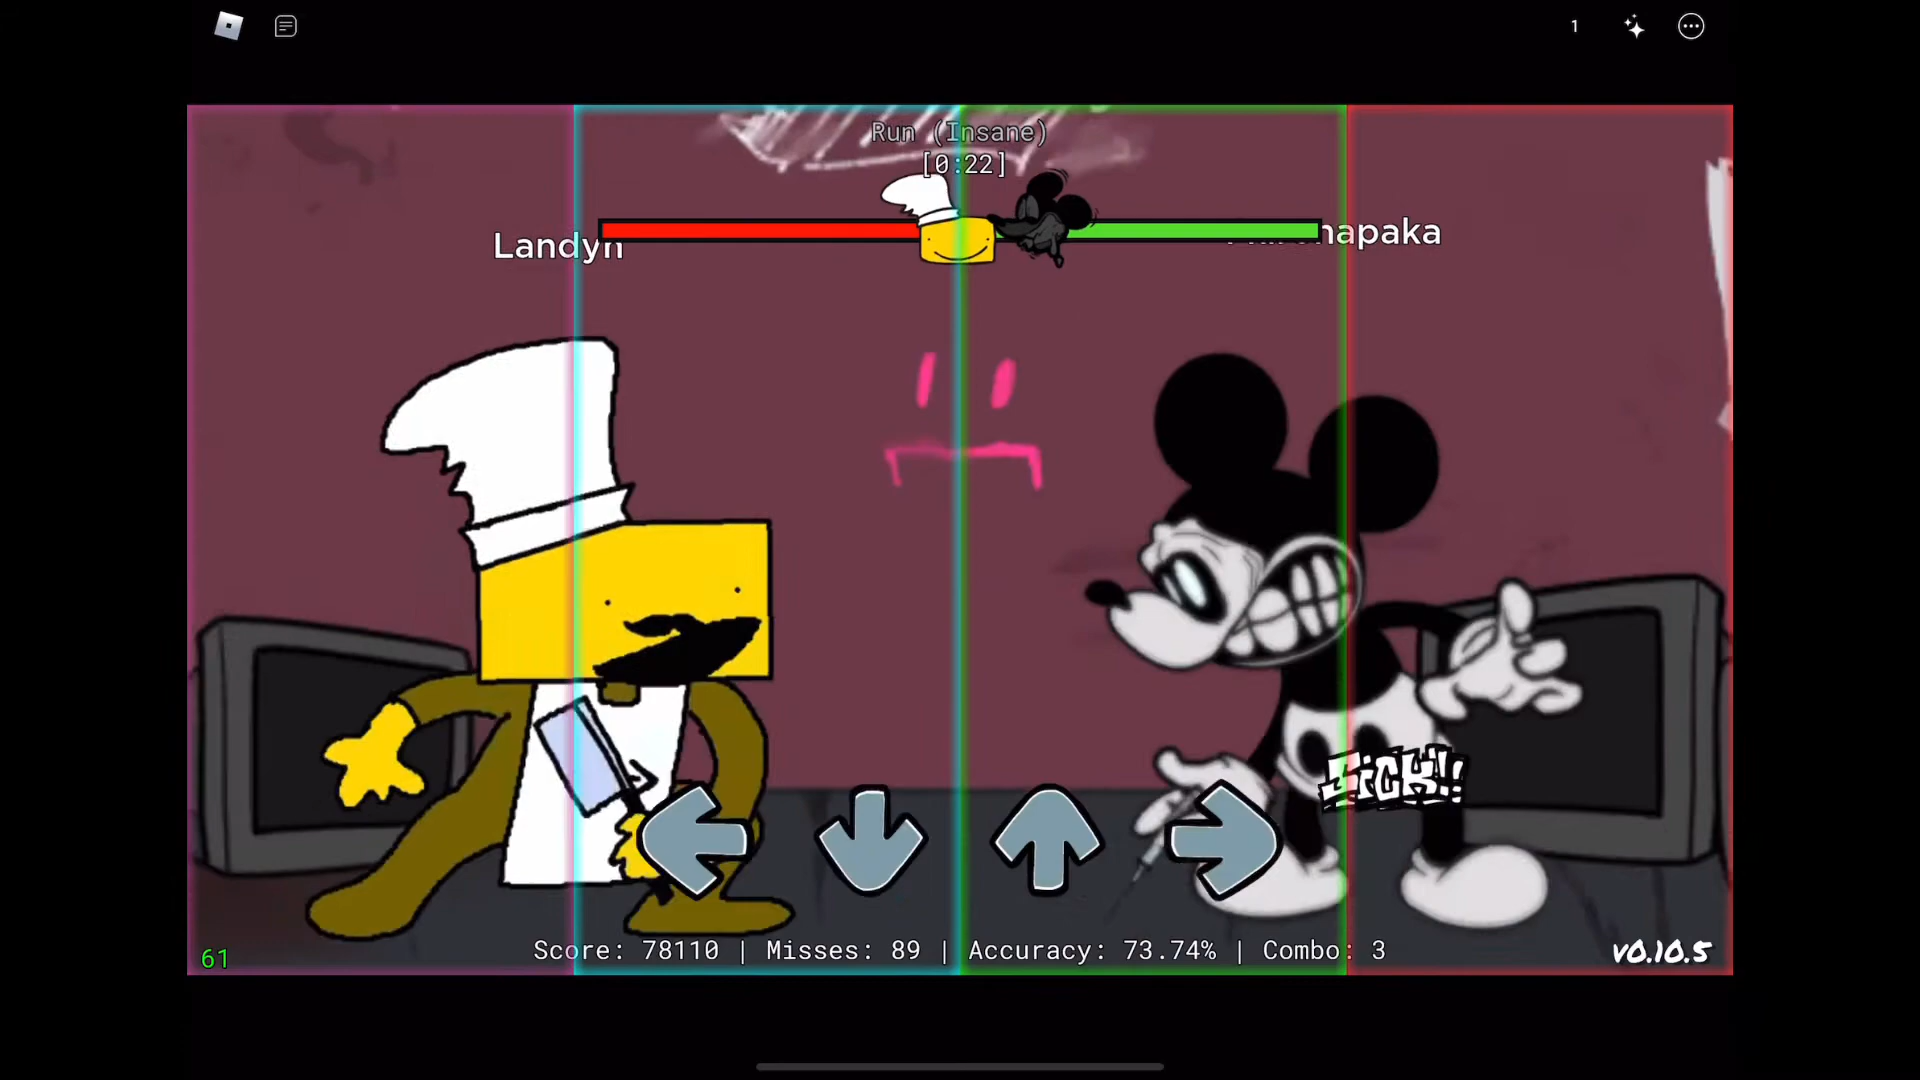 1
Run (Insane)
[0:22]
Landyn
SiCK!!
61
Score: 78110 | Misses: 89 | Accuracy: 73.74% | Combo: 3
v0.10.5